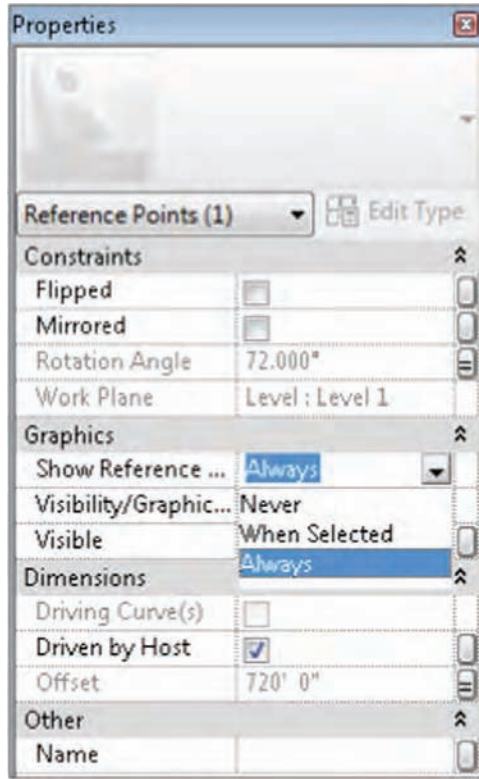 Properties
Reference Points (1) Edit Type
Constraints
Flipped
Mirrored
Rotation Angle 72.000°
Work Plane Level : Level 1
Graphics
Show Reference ... Always
Visibility/Graphic... Never
Visible When Selected
Always
Dimensions
Driving Curve(s)
Driven by Host
Offset 720' 0"
Other
Name